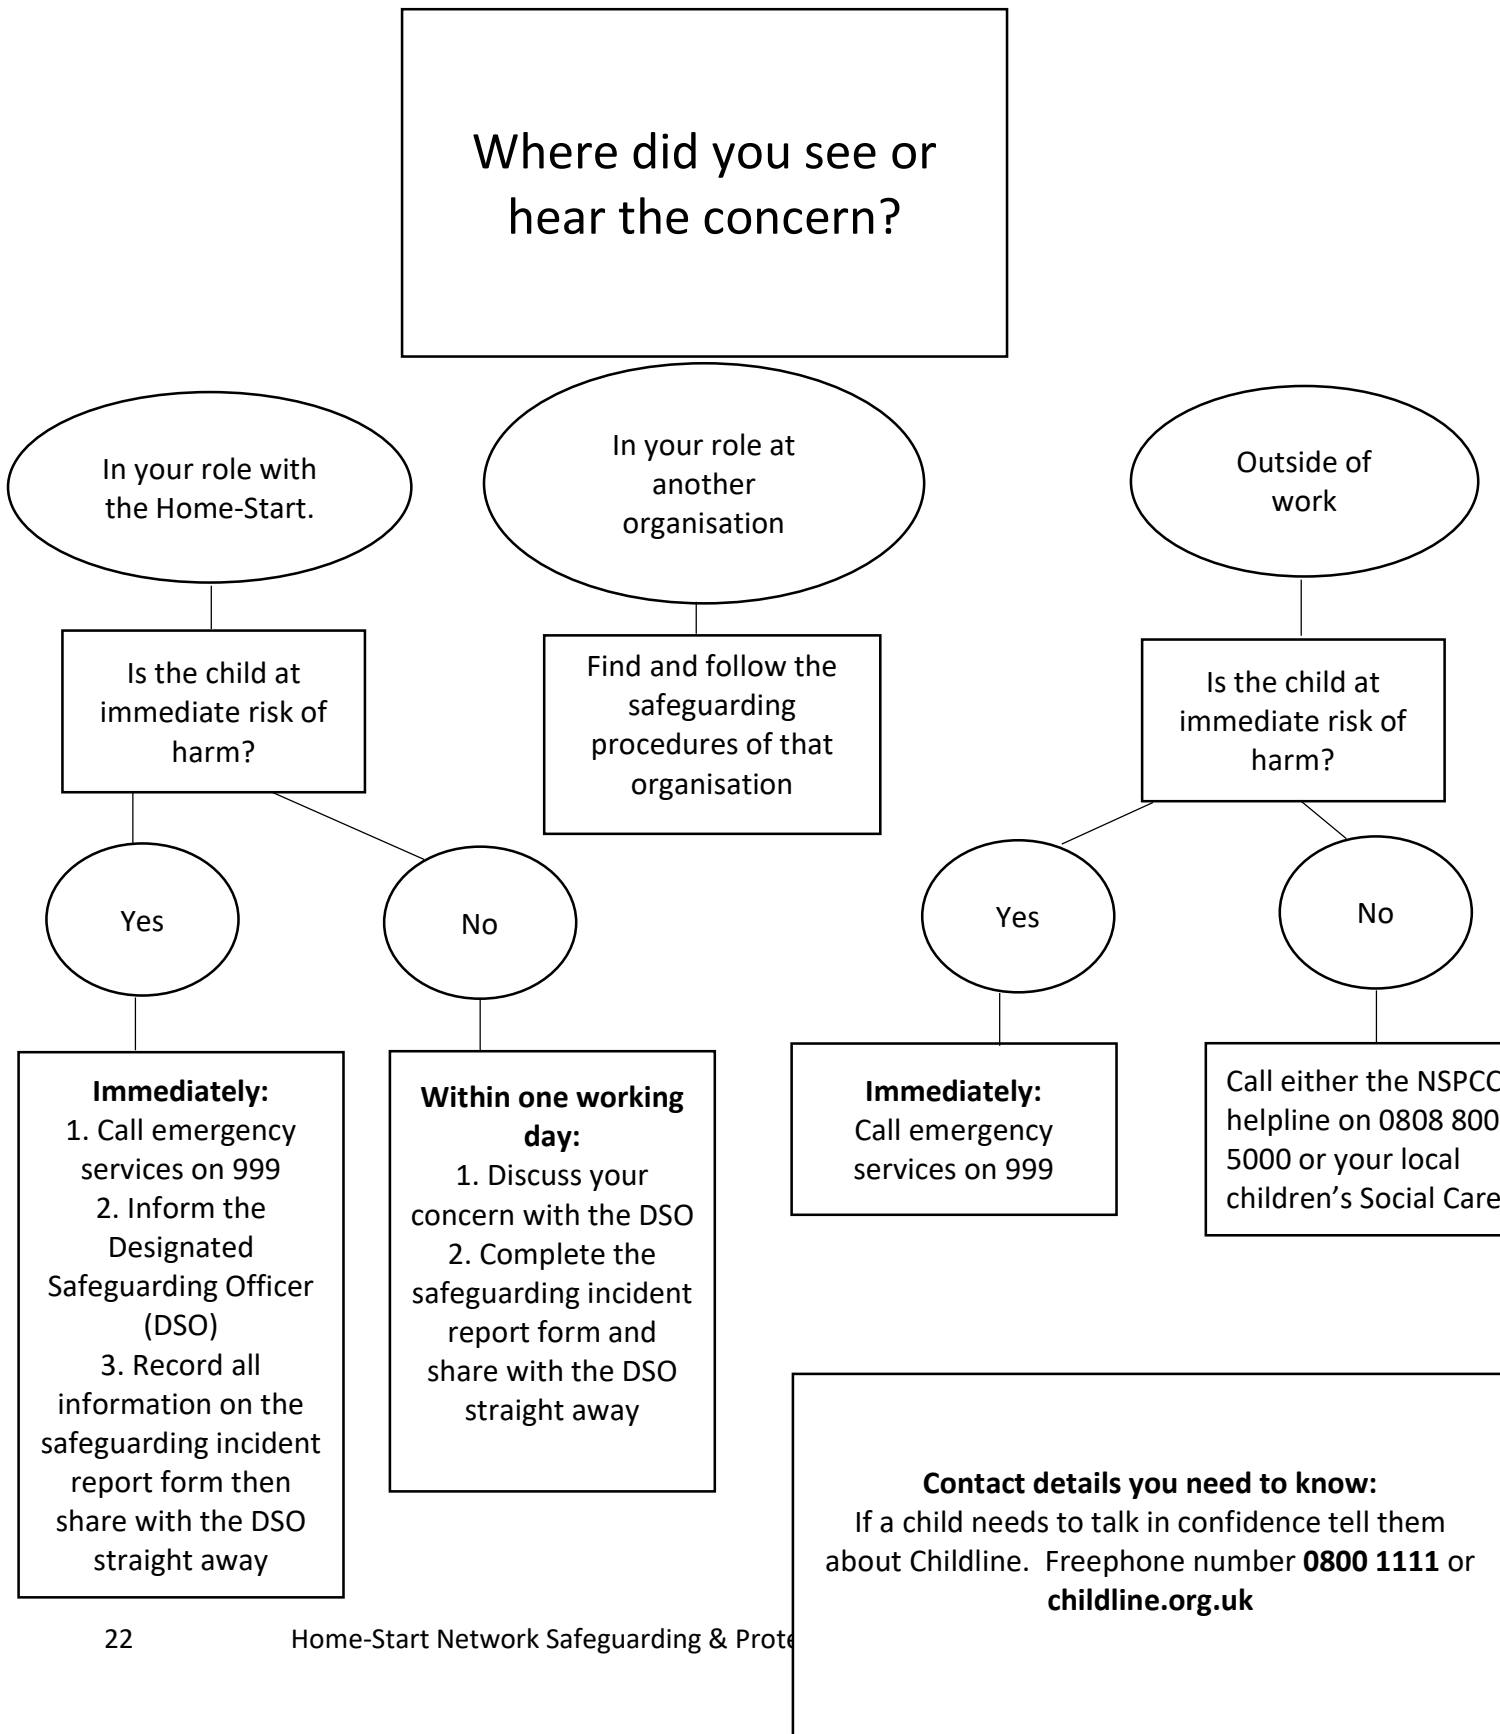 Where did you see or
hear the concern?
In your role with
the Home-Start.
In your role at
another
organisation
Outside of
work
Is the child at
immediate risk of
harm?
Find and follow the
safeguarding
procedures of that
organisation
Is the child at
immediate risk of
harm?
Yes
No
Yes
No
Immediately:
1. Call emergency
services on 999
2. Inform the
Designated
Safeguarding Officer
(DSO)
3. Record all
information on the
safeguarding incident
report form then
share with the DSO
straight away
Within one working
day:
1. Discuss your
concern with the DSO
2. Complete the
safeguarding incident
report form and
share with the DSO
straight away
Immediately:
Call emergency
services on 999
Call either the NSPCC
helpline on 0808 800
5000 or your local
children’s Social Care
Contact details you need to know:
If a child needs to talk in confidence tell them
about Childline.  Freephone number 0800 1111 or
childline.org.uk
22 Home-Start Network Safeguarding &